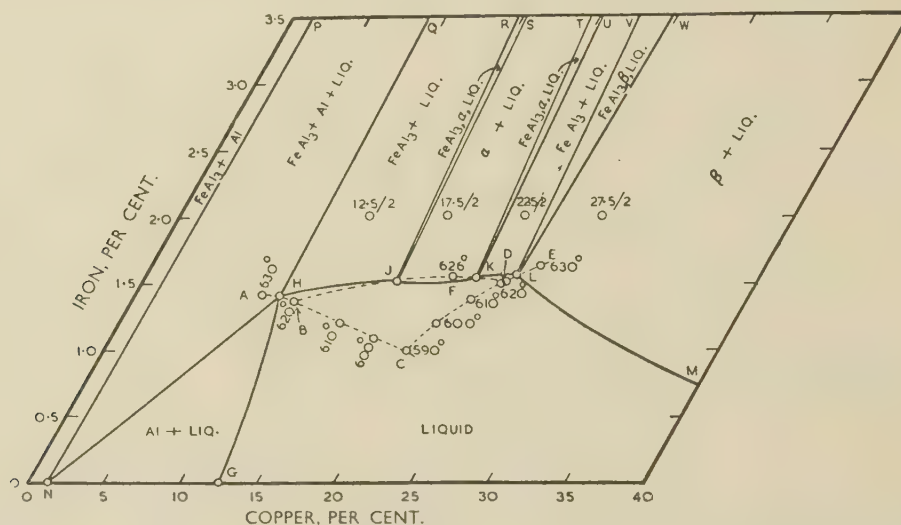 3.5
P
Q
R
S
T
U
V
W
3.0
2.5
2.0
1.5
1.0
0.5
0
IRON, PER CENT.
FeAl₃ + Al
FeAl₃ + Al + LIQ.
FeAl₃ + LIQ.
FeAl₃, α, LIQ.
α + LIQ.
FeAl₃, α, LIQ.
FeAl₃ + LIQ.
FeAl₃, β, LIQ.
β + LIQ.
12.5/2
17.5/2
22.5/2
27.5/2
A
630°
H
J
626°
F
K
D
E
630°
L
620°
B
610°
60
C
590°
600°
610°
620°
M
Al + LIQ.
LIQUID
N
G
0
5
10
15
20
25
30
35
40
COPPER, PER CENT.